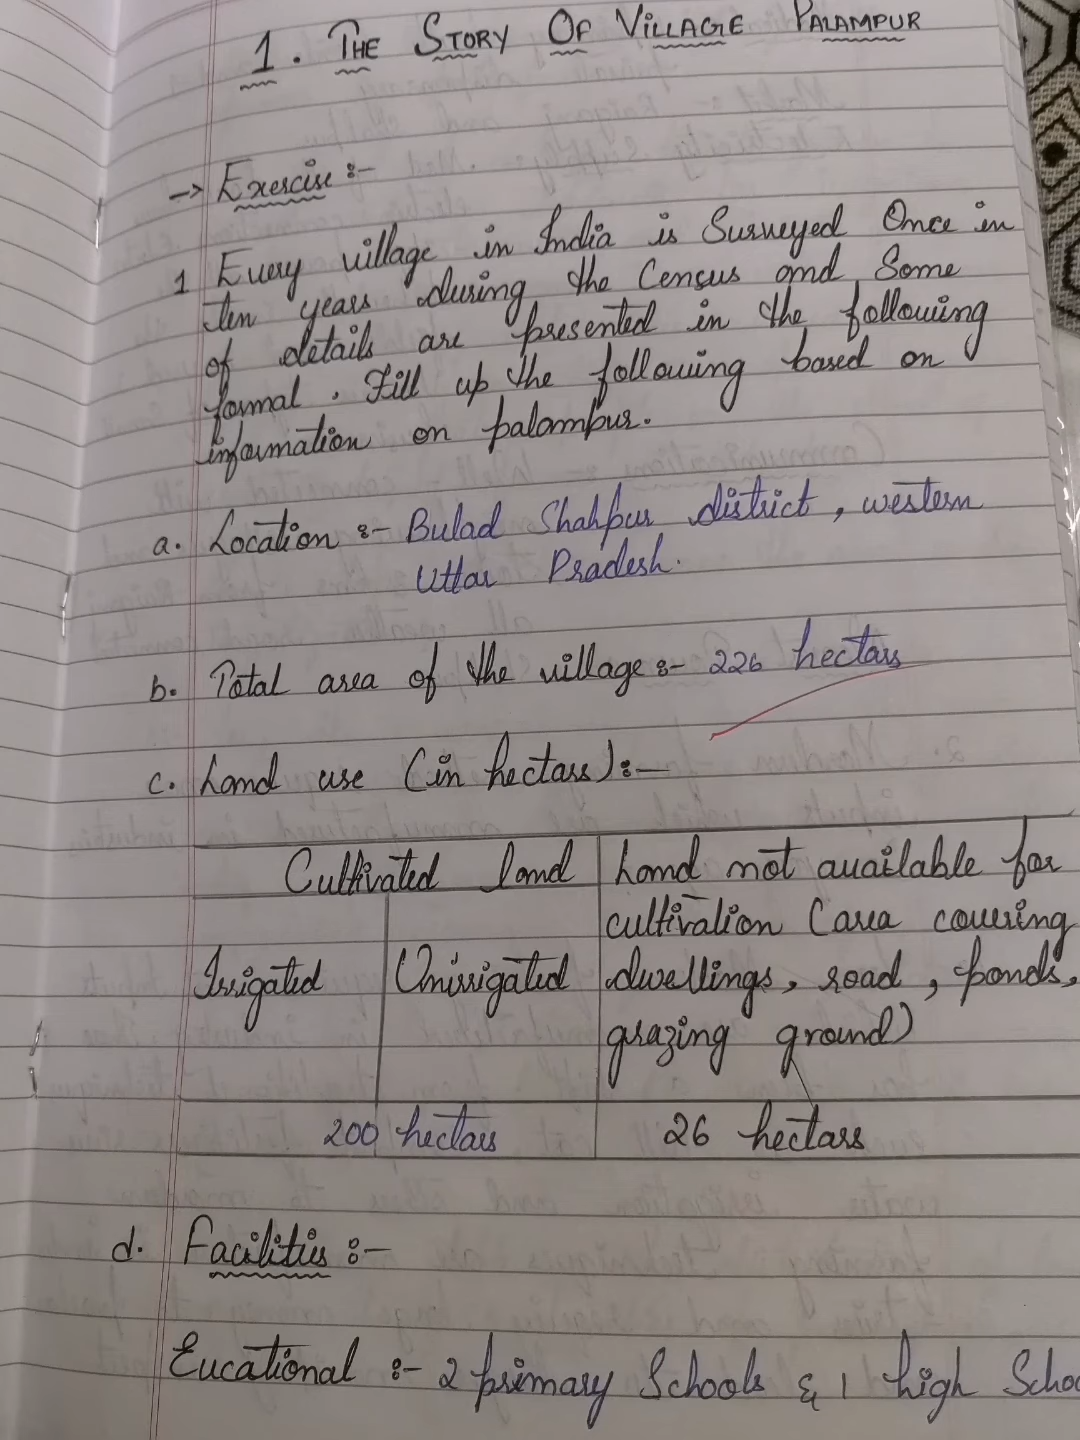 1. THE STORY OF VILLAGE PALAMPUR
→ Exercise :-
1 Every village in India is Surveyed Once in
ten years during the Census and Some
of details are presented in the following
formal. Fill up the following based on
information on palampur.
a. Location :- Bulad Shahpur district, western
Uttar Pradesh.
b. Total area of the village :- 226 hectars
c. Land use (in hectars) :-
Cultivated land
Land not available for
cultivation (area covering
Irrigated
Unirrigated
dwellings, road, ponds,
grazing ground)
200 hectars
26 hectars
d. Facilities :-
Eucational :- 2 primary Schools & 1 high Schoo